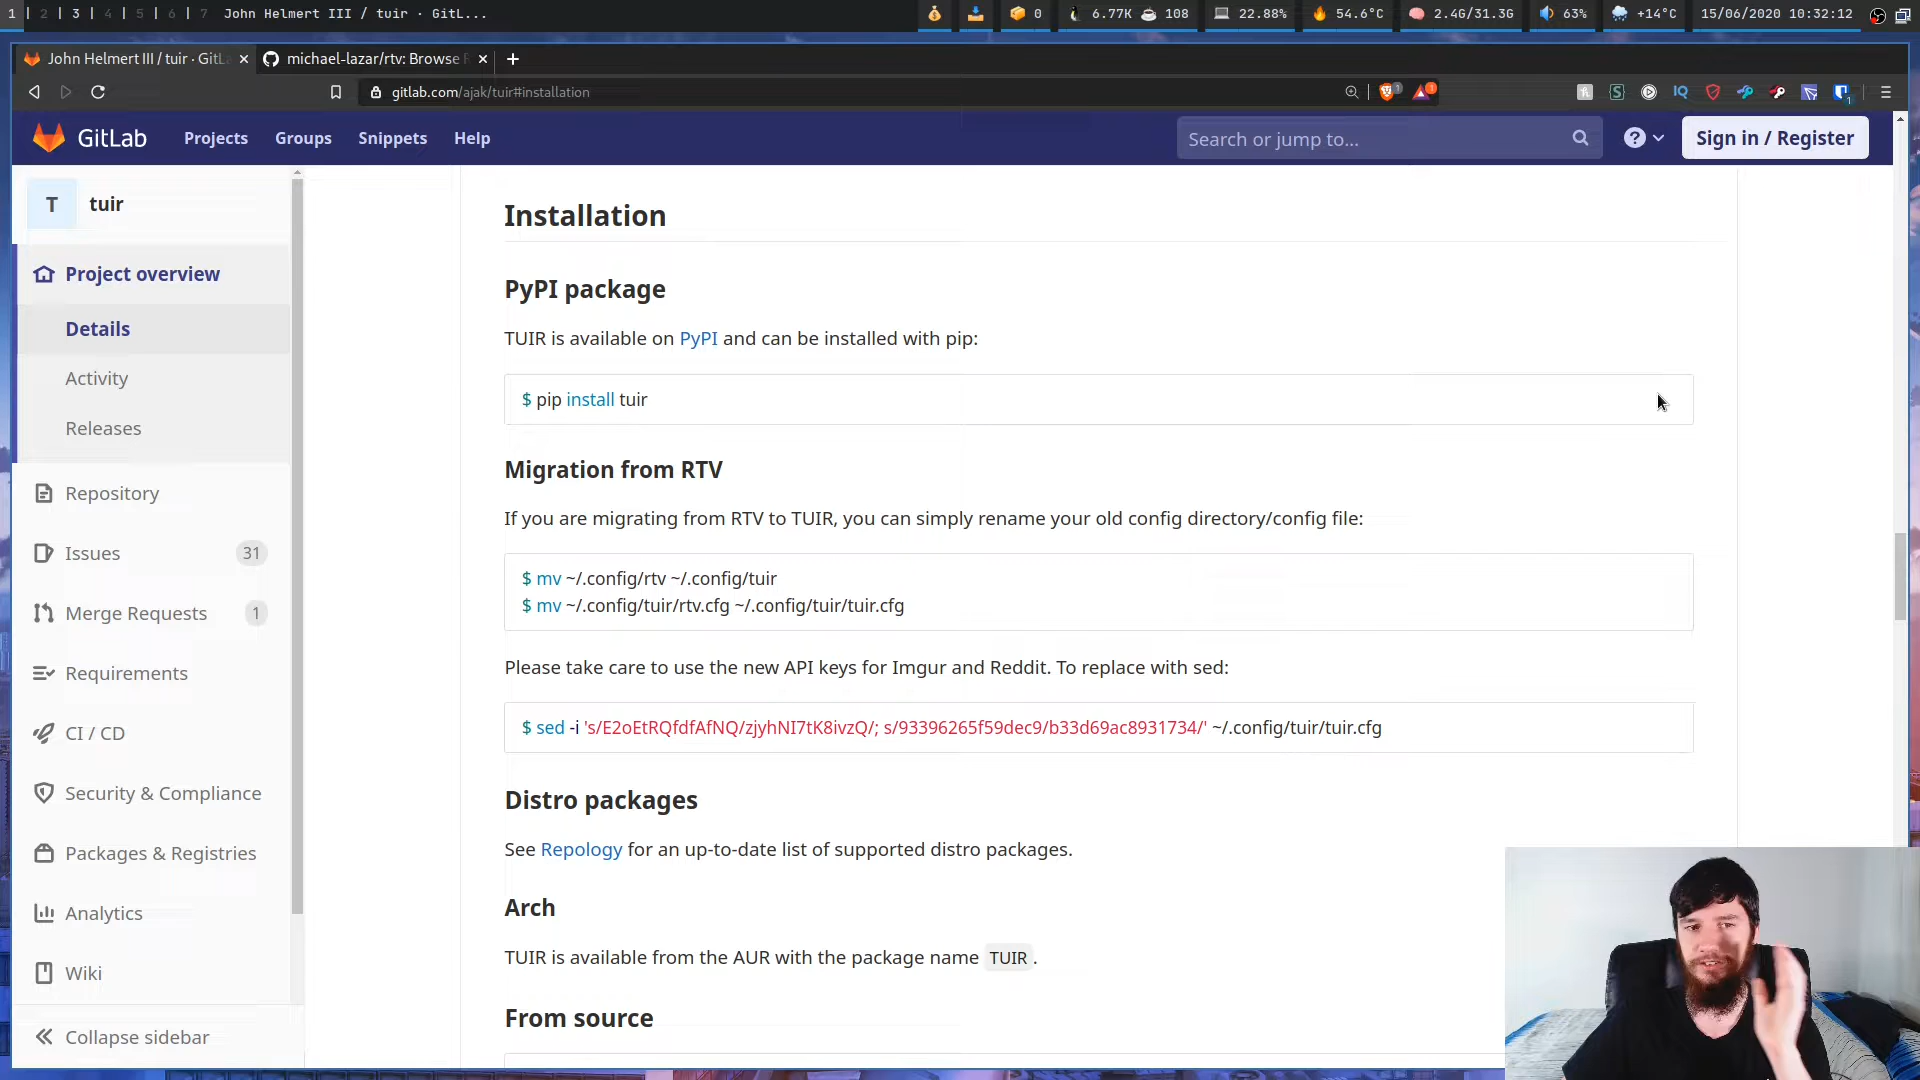 1 2 3 4 5 6 7 John Helmert III / tuir · GitL... 0 6.77K 108 22.88% 54.6°C 2.4G/31.3G 63% +14°C 15/06/2020 10:32:12
John Helmert III / tuir · GitL michael-lazar/rtv: Browse
gitlab.com/ajak/tuir#installation
GitLab Projects Groups Snippets Help Search or jump to... Sign in / Register
T tuir
Project overview
Details
Activity
Releases
Repository
Issues 31
Merge Requests 1
Requirements
CI / CD
Security & Compliance
Packages & Registries
Analytics
Wiki
Collapse sidebar
Installation
PyPI package
TUIR is available on PyPI and can be installed with pip:
$ pip install tuir
Migration from RTV
If you are migrating from RTV to TUIR, you can simply rename your old config directory/config file:
$ mv ~/.config/rtv ~/.config/tuir
$ mv ~/.config/tuir/rtv.cfg ~/.config/tuir/tuir.cfg
Please take care to use the new API keys for Imgur and Reddit. To replace with sed:
$ sed -i 's/E2oEtRQfdfAfNQ/zjyhNI7tK8ivzQ/; s/93396265f59dec9/b33d69ac8931734/' ~/.config/tuir/tuir.cfg
Distro packages
See Repology for an up-to-date list of supported distro packages.
Arch
TUIR is available from the AUR with the package name TUIR.
From source